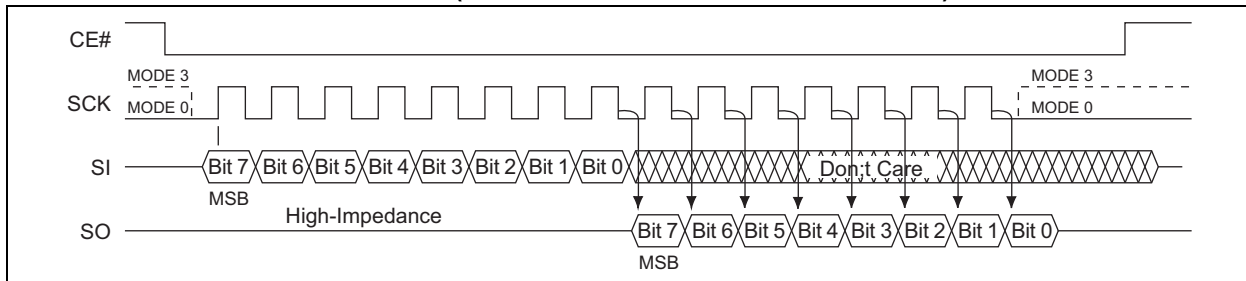 CE#
MODE 3 MODE 3
SCK MODE 0 MODE 0
SI Bit 7 Bit 6 Bit 5 Bit 4 Bit 3 Bit 2 Bit 1 Bit 0 Don;t Care
MSB
High-Impedance
SO Bit 7 Bit 6 Bit 5 Bit 4 Bit 3 Bit 2 Bit 1 Bit 0
MSB